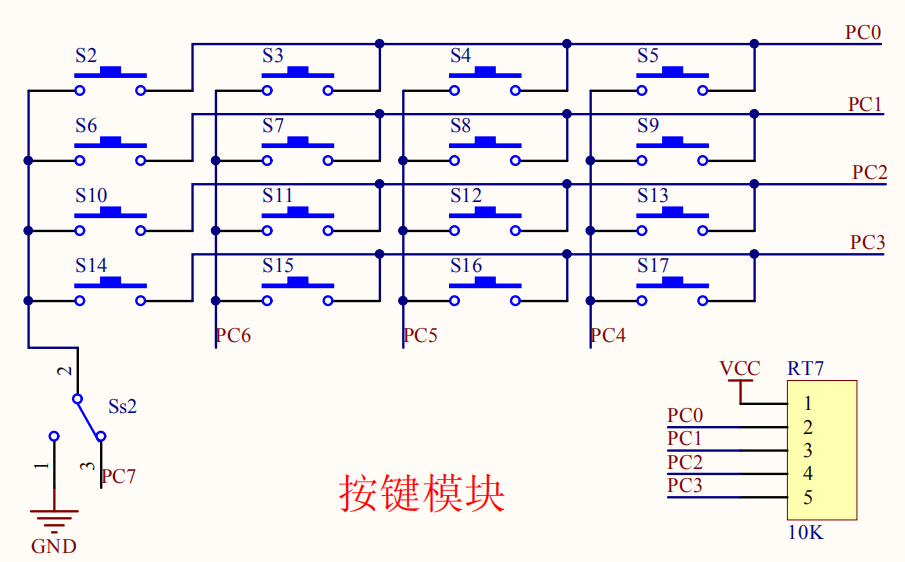 PC0
S2 S3 S4 S5
PC1
S6 S7 S8 S9
PC2
S10 S11 S12 S13
PC3
S14 S15 S16 S17
PC6 PC5 PC4
2
Ss2
1 3 PC7
GND
按键模块
VCC RT7
1
PC0 2
PC1 3
PC2 4
PC3 5
10K